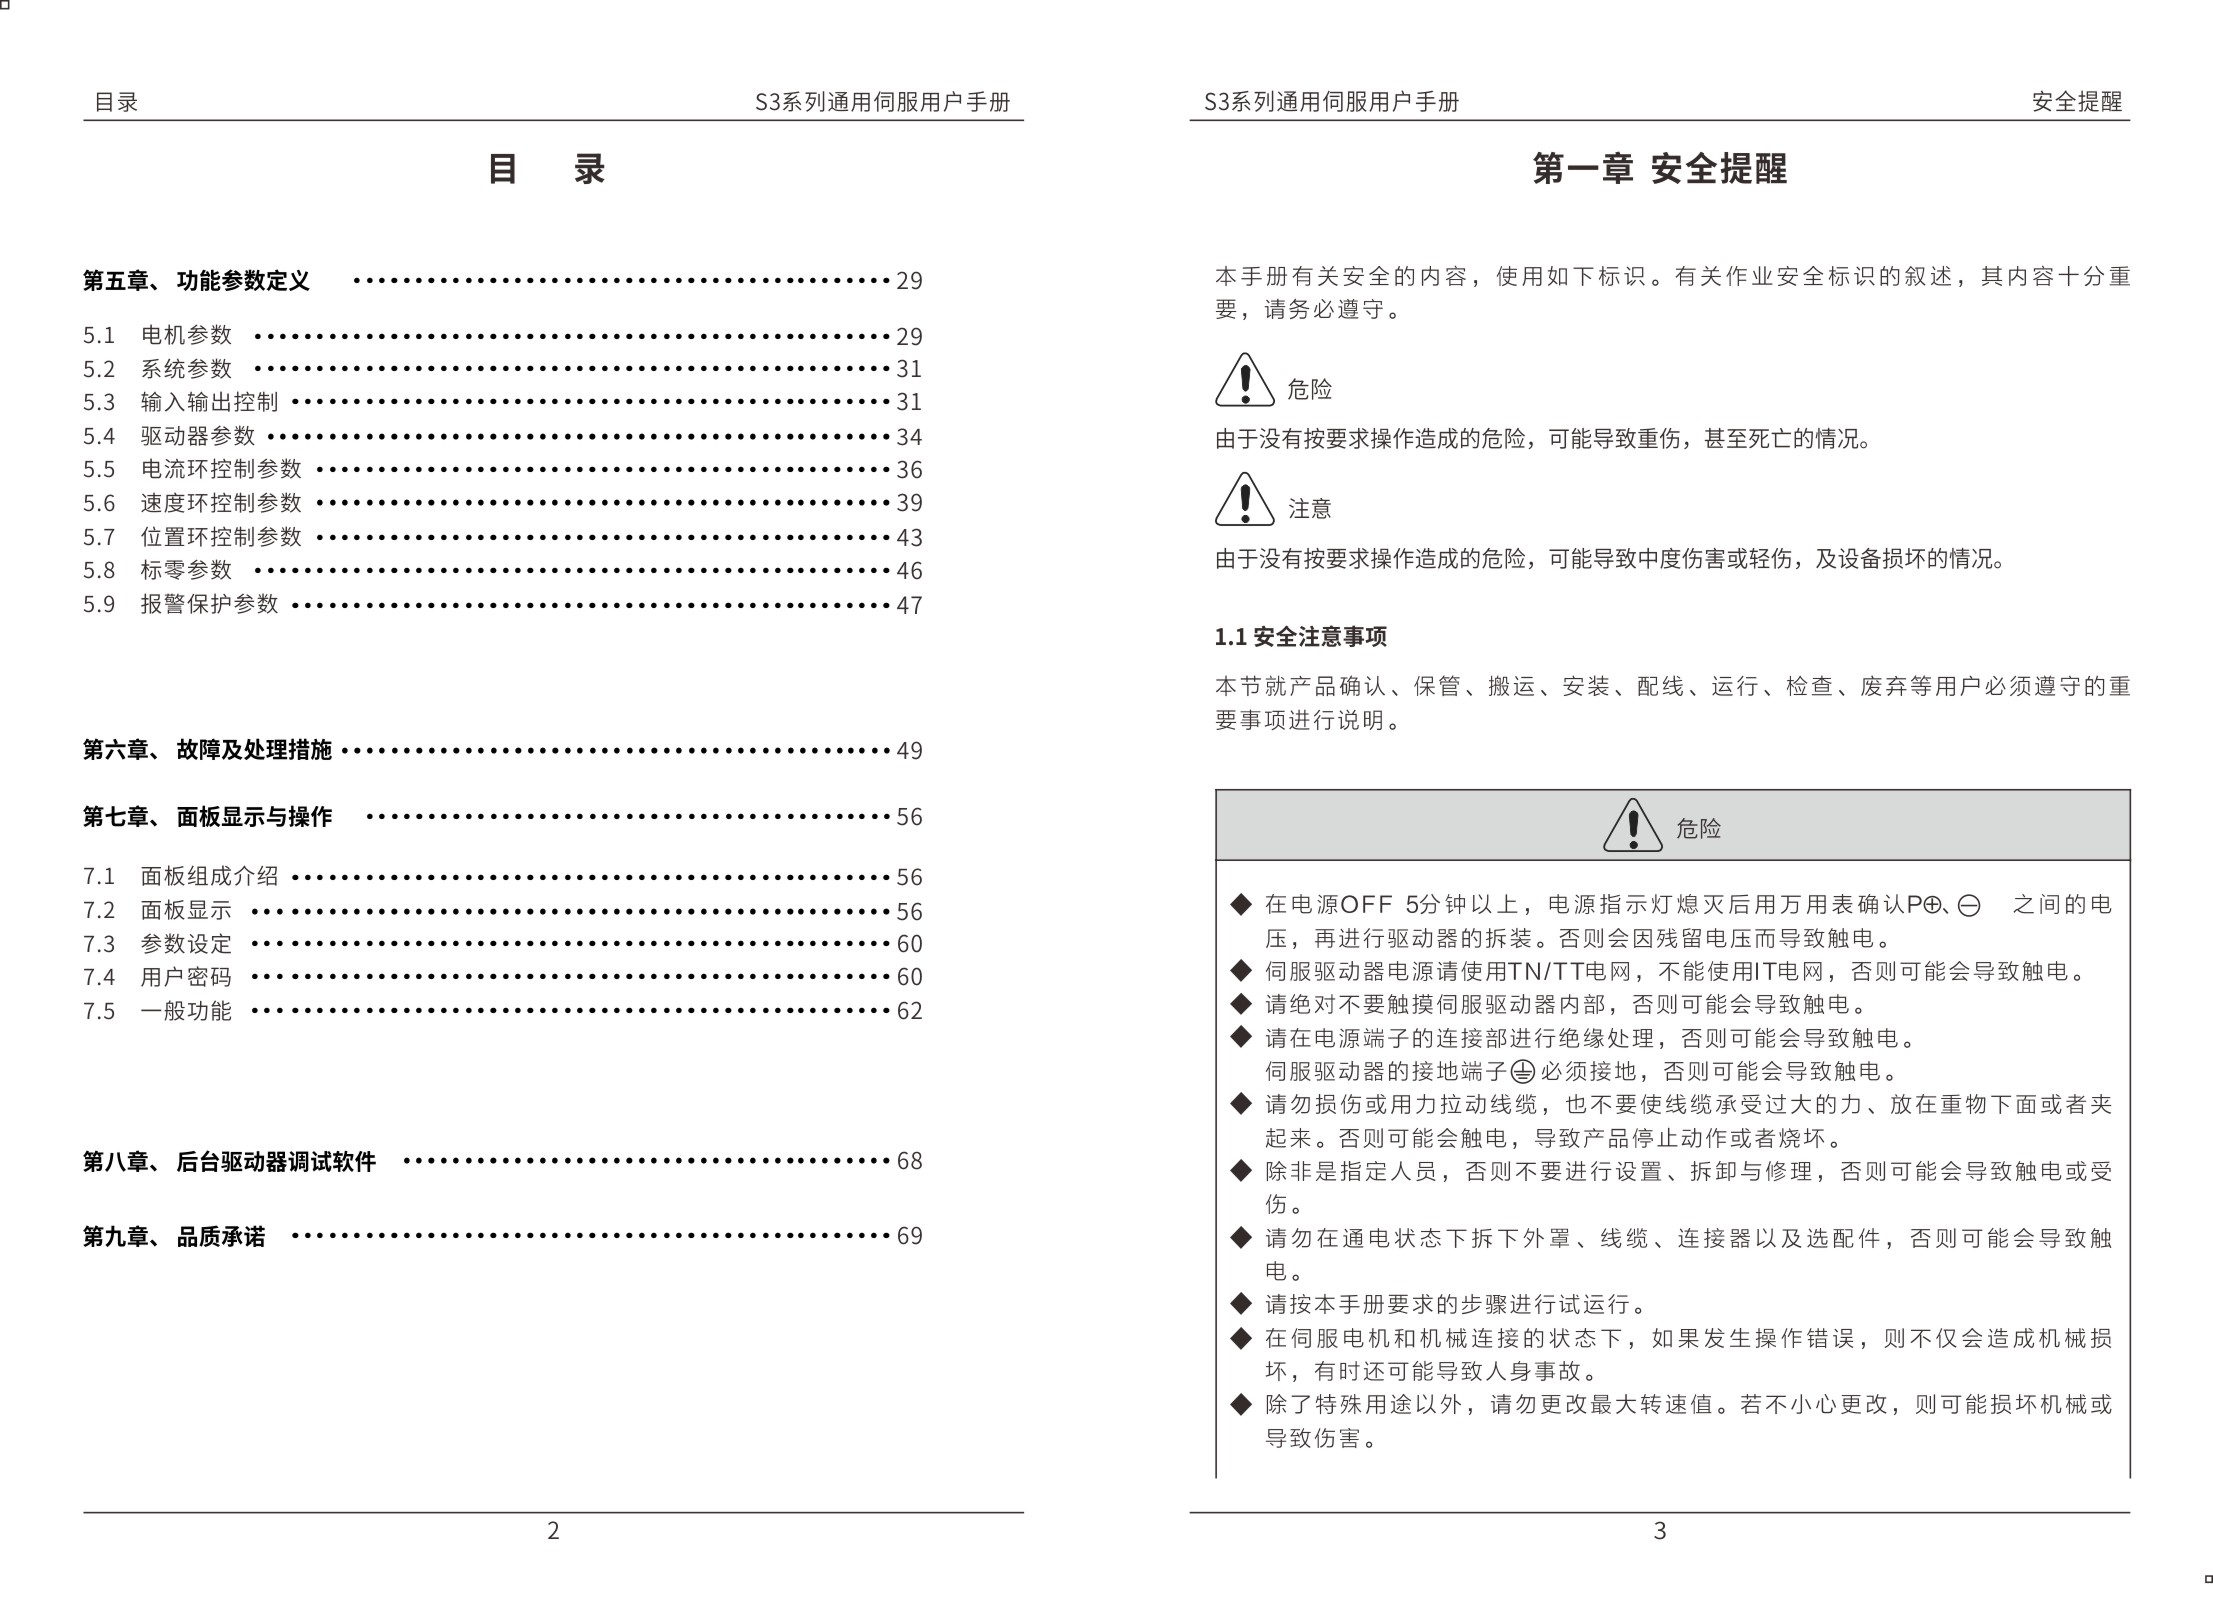 目录
S3系列通用伺服用户手册
目 录
第五章、 功能参数定义 ·············································29
5.1 电机参数 ·····················································29
5.2 系统参数 ·····················································31
5.3 输入输出控制 ··················································31
5.4 驱动器参数 ····················································34
5.5 电流环控制参数 ················································36
5.6 速度环控制参数 ················································39
5.7 位置环控制参数 ················································43
5.8 标零参数 ·····················································46
5.9 报警保护参数 ··················································47
第六章、 故障及处理措施 ··············································49
第七章、 面板显示与操作 ············································56
7.1 面板组成介绍 ··················································56
7.2 面板显示 ·····················································56
7.3 参数设定 ·····················································60
7.4 用户密码 ·····················································60
7.5 一般功能 ·····················································62
第八章、 后台驱动器调试软件 ·········································68
第九章、 品质承诺 ··················································69
2
S3系列通用伺服用户手册
安全提醒
第一章 安全提醒
本手册有关安全的内容，使用如下标识。有关作业安全标识的叙述，其内容十分重
要，请务必遵守。
危险
由于没有按要求操作造成的危险，可能导致重伤，甚至死亡的情况。
注意
由于没有按要求操作造成的危险，可能导致中度伤害或轻伤，及设备损坏的情况。
1.1 安全注意事项
本节就产品确认、保管、搬运、安装、配线、运行、检查、废弃等用户必须遵守的重
要事项进行说明。
危险
◆ 在电源OFF 5分钟以上，电源指示灯熄灭后用万用表确认P⊕、⊖ 之间的电
压，再进行驱动器的拆装。否则会因残留电压而导致触电。
◆ 伺服驱动器电源请使用TN/TT电网，不能使用IT电网，否则可能会导致触电。
◆ 请绝对不要触摸伺服驱动器内部，否则可能会导致触电。
◆ 请在电源端子的连接部进行绝缘处理，否则可能会导致触电。
伺服驱动器的接地端子⏚必须接地，否则可能会导致触电。
◆ 请勿损伤或用力拉动线缆，也不要使线缆承受过大的力、放在重物下面或者夹
起来。否则可能会触电，导致产品停止动作或者烧坏。
◆ 除非是指定人员，否则不要进行设置、拆卸与修理，否则可能会导致触电或受
伤。
◆ 请勿在通电状态下拆下外罩、线缆、连接器以及选配件，否则可能会导致触
电。
◆ 请按本手册要求的步骤进行试运行。
◆ 在伺服电机和机械连接的状态下，如果发生操作错误，则不仅会造成机械损
坏，有时还可能导致人身事故。
◆ 除了特殊用途以外，请勿更改最大转速值。若不小心更改，则可能损坏机械或
导致伤害。
3